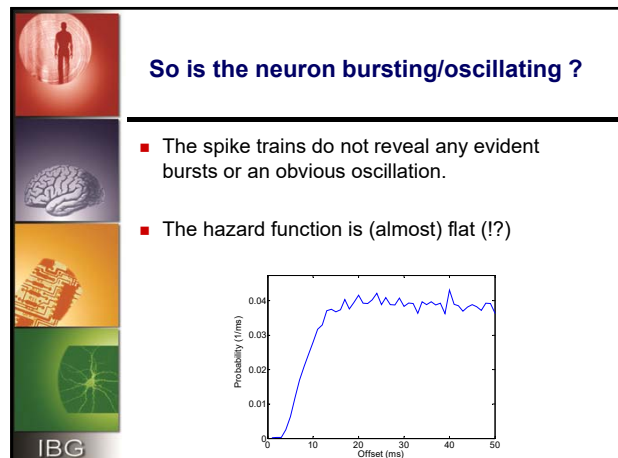 So is the neuron bursting/oscillating ?
The spike trains do not reveal any evident
bursts or an obvious oscillation.
The hazard function is (almost) flat (!?)
0.04
0.03
0.02
0.01
0
Probability (1/ms)
0 10 20 30 40 50
Offset (ms)
IBG